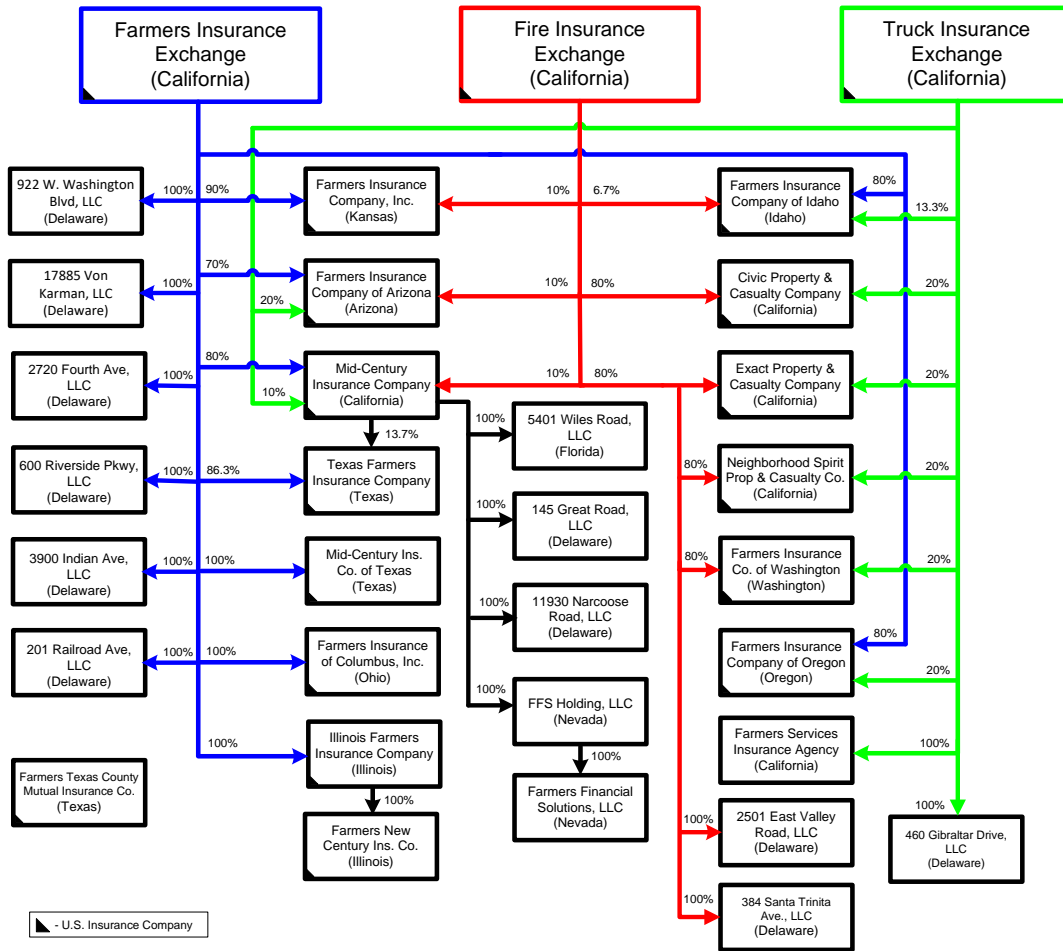 Farmers Insurance
Exchange
(California)
Fire Insurance
Exchange
(California)
Truck Insurance
Exchange
(California)
922 W. Washington
Blvd, LLC
(Delaware)
100%
90%
Farmers Insurance
Company, Inc.
(Kansas)
10%
6.7%
Farmers Insurance
Company of Idaho
(Idaho)
80%
13.3%
17885 Von
Karman, LLC
(Delaware)
100%
70%
20%
Farmers Insurance
Company of Arizona
(Arizona)
10%
80%
Civic Property &
Casualty Company
(California)
20%
2720 Fourth Ave,
LLC
(Delaware)
100%
80%
10%
Mid-Century
Insurance Company
(California)
10%
80%
Exact Property &
Casualty Company
(California)
20%
13.7%
100%
5401 Wiles Road,
LLC
(Florida)
600 Riverside Pkwy,
LLC
(Delaware)
100%
86.3%
Texas Farmers
Insurance Company
(Texas)
80%
Neighborhood Spirit
Prop & Casualty Co.
(California)
20%
100%
145 Great Road,
LLC
(Delaware)
3900 Indian Ave,
LLC
(Delaware)
100%
100%
Mid-Century Ins.
Co. of Texas
(Texas)
80%
Farmers Insurance
Co. of Washington
(Washington)
20%
100%
11930 Narcoose
Road, LLC
(Delaware)
201 Railroad Ave,
LLC
(Delaware)
100%
100%
Farmers Insurance
of Columbus, Inc.
(Ohio)
Farmers Insurance
Company of Oregon
(Oregon)
80%
20%
100%
FFS Holding, LLC
(Nevada)
100%
Illinois Farmers
Insurance Company
(Illinois)
Farmers Services
Insurance Agency
(California)
100%
Farmers Texas County
Mutual Insurance Co.
(Texas)
100%
100%
Farmers Financial
Solutions, LLC
(Nevada)
Farmers New
Century Ins. Co.
(Illinois)
100%
2501 East Valley
Road, LLC
(Delaware)
100%
460 Gibraltar Drive,
LLC
(Delaware)
100%
384 Santa Trinita
Ave., LLC
(Delaware)
- U.S. Insurance Company